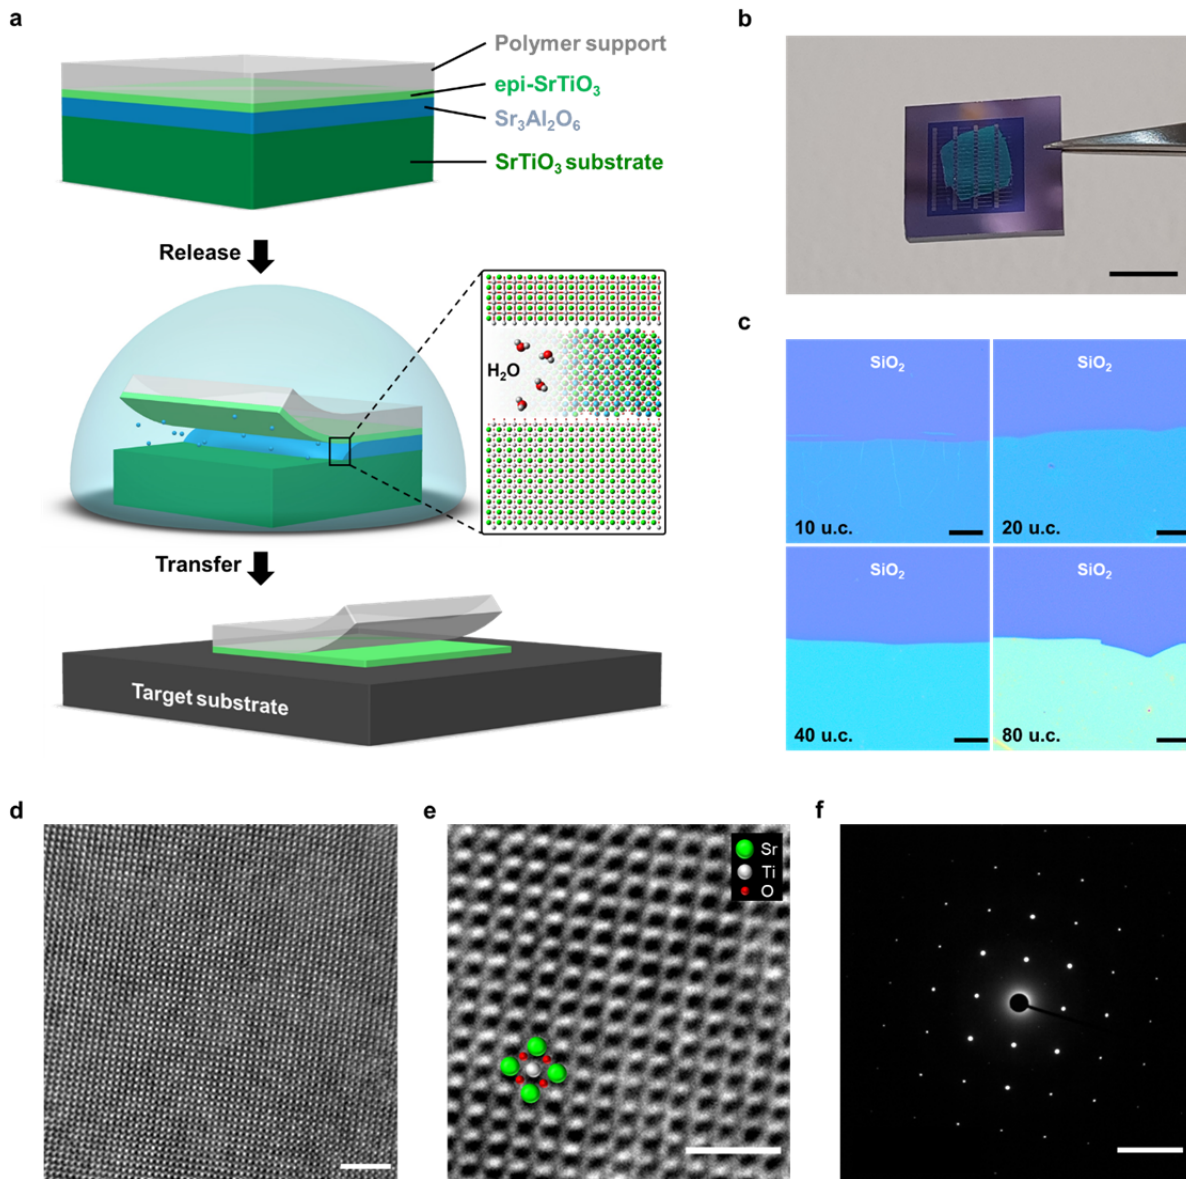 a
Polymer support
epi-SrTiO₃
Sr₃Al₂O₆
SrTiO₃ substrate
Release
H₂O
Transfer
Target substrate
b
c
SiO₂
SiO₂
10 u.c.
20 u.c.
SiO₂
SiO₂
40 u.c.
80 u.c.
d
e
Sr
Ti
O
f